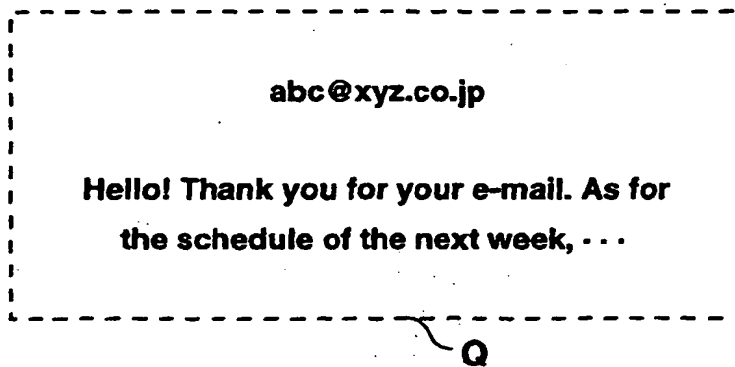 abc@xyz.co.jp
Hello! Thank you for your e-mail. As for
the schedule of the next week, ･･･
Q